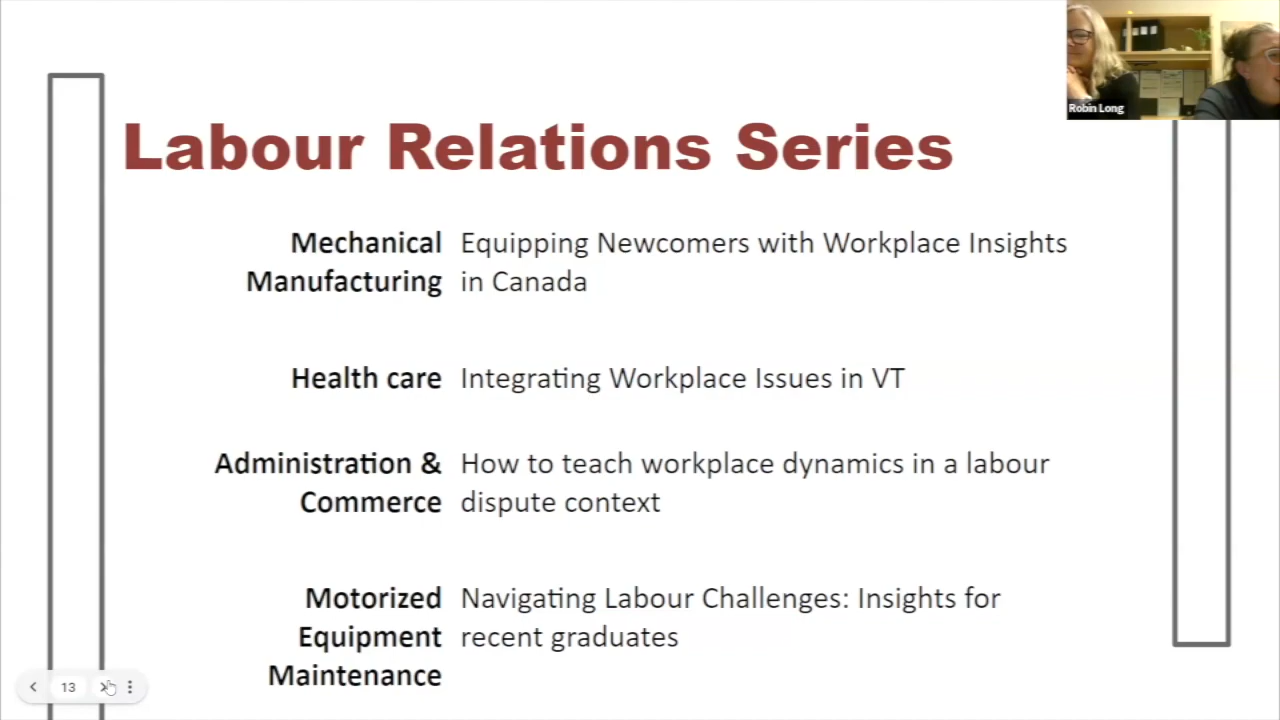 Robin Long
Labour Relations Series
Mechanical Equipping Newcomers with Workplace Insights
Manufacturing in Canada
Health care Integrating Workplace Issues in VT
Administration & How to teach workplace dynamics in a labour
Commerce dispute context
Motorized Navigating Labour Challenges: Insights for
Equipment recent graduates
Maintenance
13